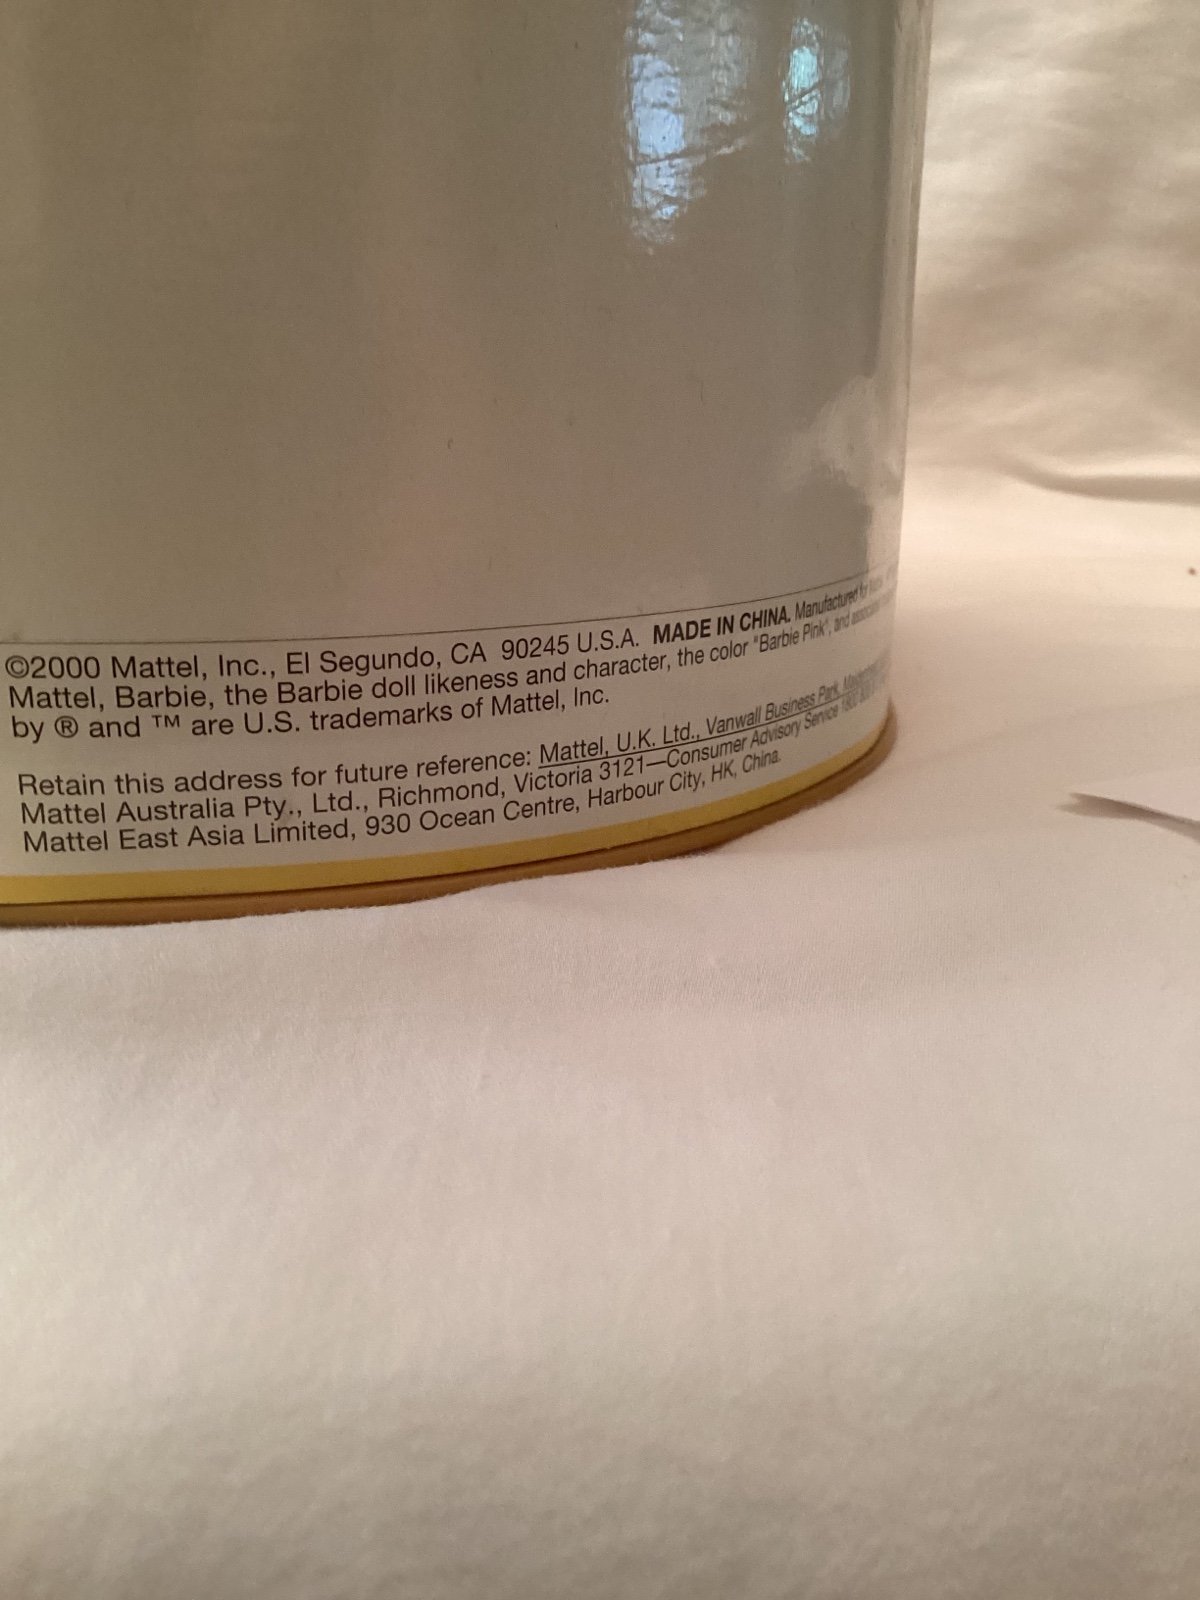 ©2000 Mattel, Inc., El Segundo, CA 90245 U.S.A. MADE IN CHINA. Manufactured for
Mattel, Barbie, the Barbie doll likeness and character, the color "Barbie Pink", and
by ® and ™ are U.S. trademarks of Mattel, Inc.
Retain this address for future reference: Mattel, U.K. Ltd., Vanwall Business Park,
Mattel Australia Pty., Ltd., Richmond, Victoria 3121—Consumer Advisory Service
Mattel East Asia Limited, 930 Ocean Centre, Harbour City, HK, China.